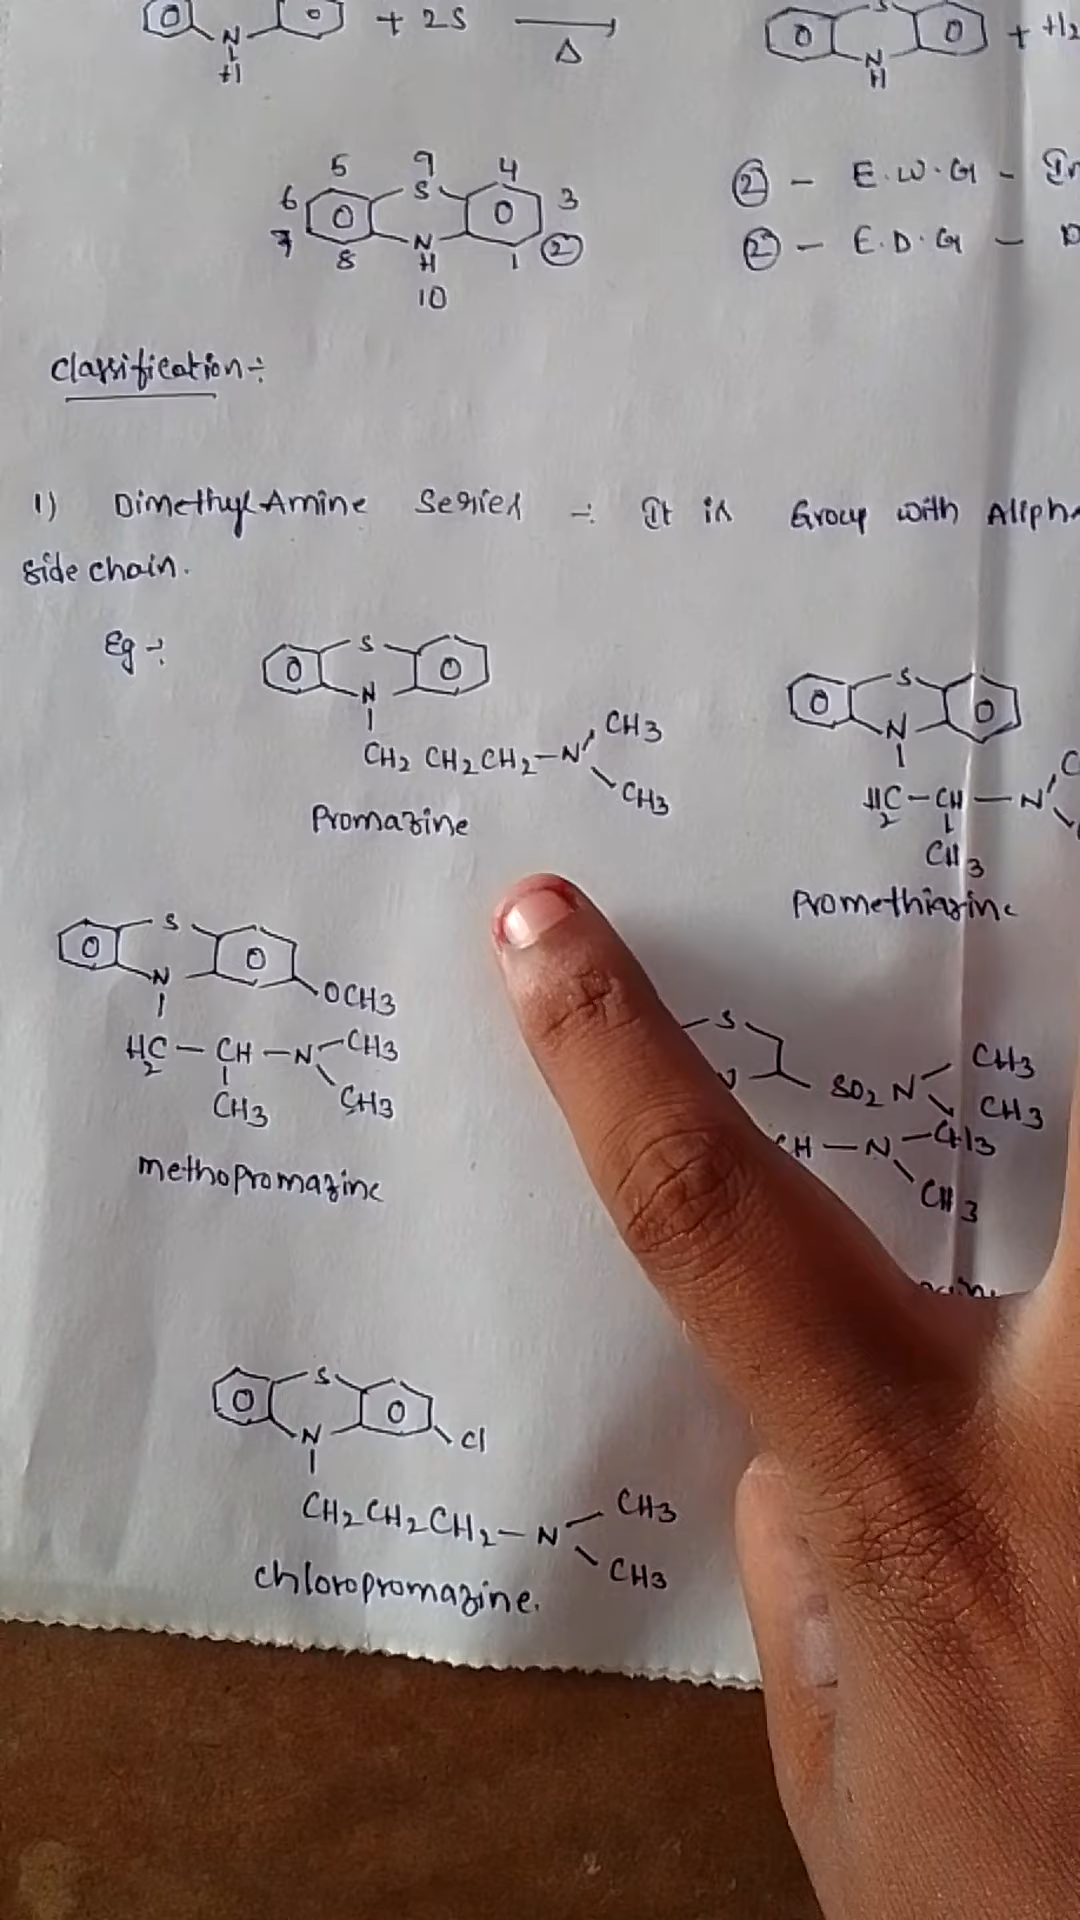 + 2S
Δ
N
H
S
N
H
+ H2
5 9 4
6 S 3
7 N 2
8 H 1
10
② – E.W.G –
② – E.D.G –
Classification ÷
1) Dimethyl Amine Series ÷ It is Group with
side chain.
Eg ÷
S
N
CH2 CH2 CH2 – N
CH3
CH3
Promazine
S
N
H2C – CH – N
CH3
Promethiazine
S
N
OCH3
H2C – CH – N – CH3
CH3 CH3
methopromazine
S
SO2 N
CH3
CH3
CH – N – CH3
CH3
S
N
Cl
CH2 CH2 CH2 – N
CH3
CH3
chloropromazine.